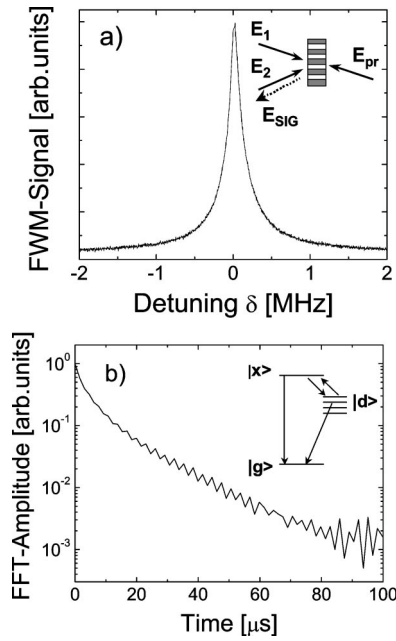 a)
E1
E2
Epr
ESIG
FWM-Signal [arb.units]
-2 -1 0 1 2
Detuning δ [MHz]
b)
|x>
|d>
|g>
FFT-Amplitude [arb.units]
10^0
10^-1
10^-2
10^-3
0 20 40 60 80 100
Time [μs]